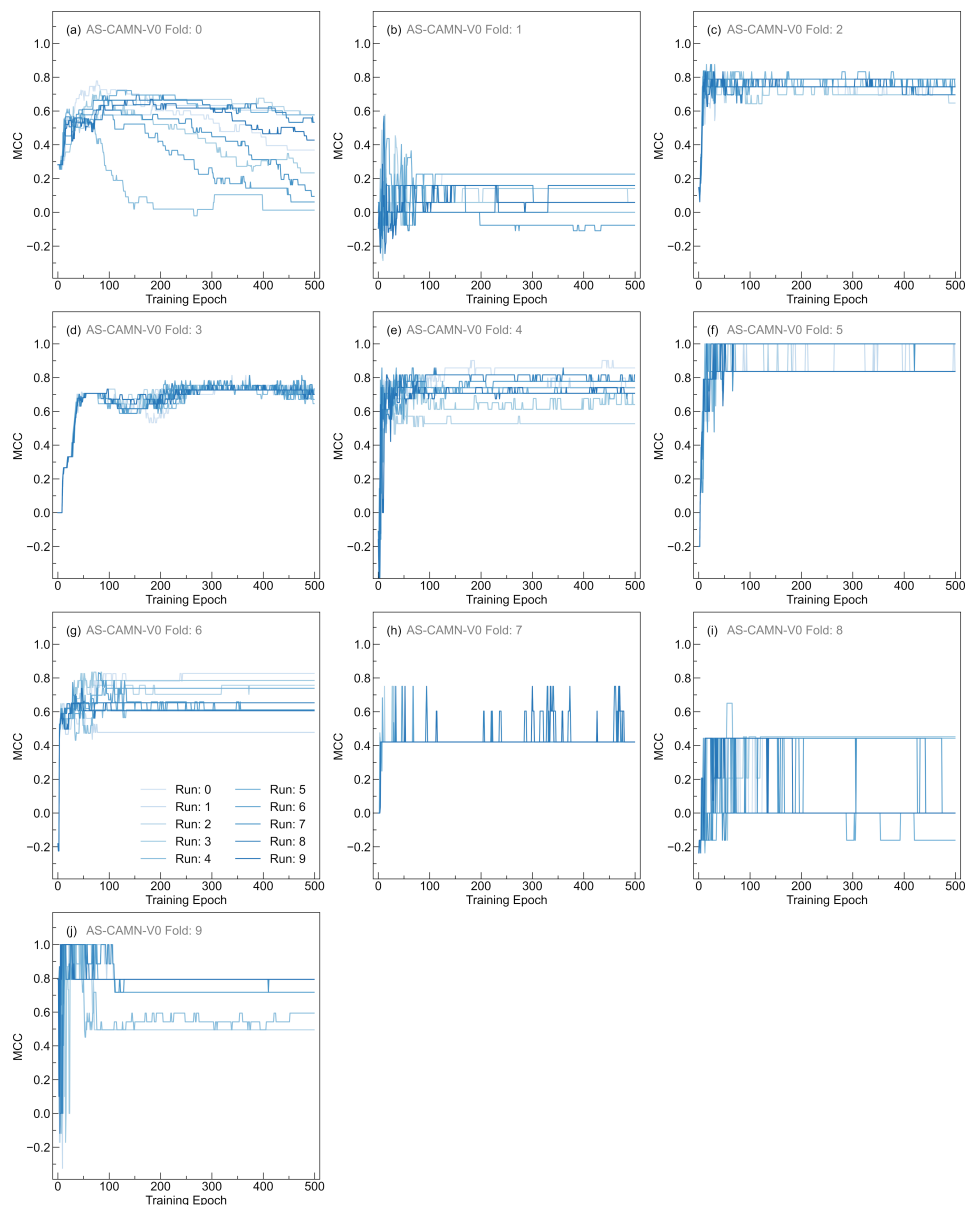 (a) AS-CAMN-V0 Fold: 0
1.0
0.8
0.6
0.4
0.2
0.0
−0.2
MCC
0 100 200 300 400 500
Training Epoch
(b) AS-CAMN-V0 Fold: 1
1.0
0.8
0.6
0.4
0.2
0.0
−0.2
MCC
0 100 200 300 400 500
Training Epoch
(c) AS-CAMN-V0 Fold: 2
1.0
0.8
0.6
0.4
0.2
0.0
−0.2
MCC
0 100 200 300 400 500
Training Epoch
(d) AS-CAMN-V0 Fold: 3
1.0
0.8
0.6
0.4
0.2
0.0
−0.2
MCC
0 100 200 300 400 500
Training Epoch
(e) AS-CAMN-V0 Fold: 4
1.0
0.8
0.6
0.4
0.2
0.0
−0.2
MCC
0 100 200 300 400 500
Training Epoch
(f) AS-CAMN-V0 Fold: 5
1.0
0.8
0.6
0.4
0.2
0.0
−0.2
MCC
0 100 200 300 400 500
Training Epoch
(g) AS-CAMN-V0 Fold: 6
1.0
0.8
0.6
0.4
0.2
0.0
−0.2
MCC
Run: 0 Run: 5
Run: 1 Run: 6
Run: 2 Run: 7
Run: 3 Run: 8
Run: 4 Run: 9
0 100 200 300 400 500
Training Epoch
(h) AS-CAMN-V0 Fold: 7
1.0
0.8
0.6
0.4
0.2
0.0
−0.2
MCC
0 100 200 300 400 500
Training Epoch
(i) AS-CAMN-V0 Fold: 8
1.0
0.8
0.6
0.4
0.2
0.0
−0.2
MCC
0 100 200 300 400 500
Training Epoch
(j) AS-CAMN-V0 Fold: 9
1.0
0.8
0.6
0.4
0.2
0.0
−0.2
MCC
0 100 200 300 400 500
Training Epoch